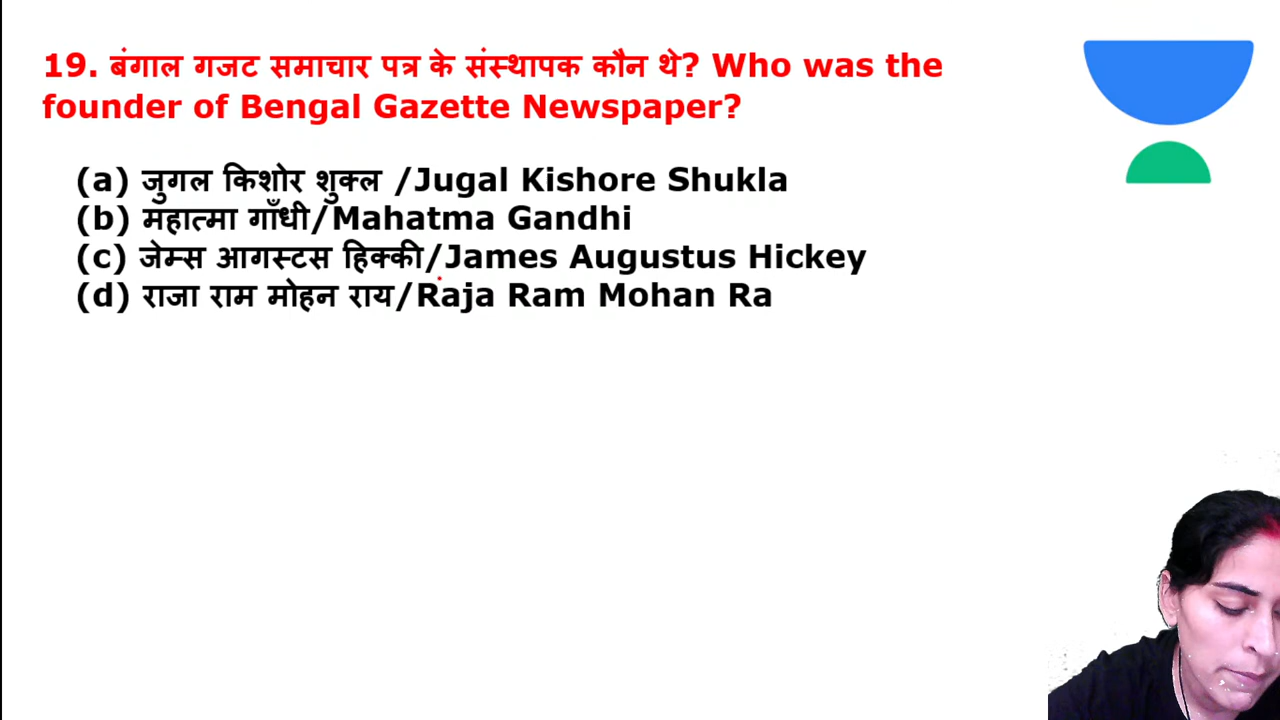 19. बंगाल गजट समाचार पत्र के संस्थापक कौन थे? Who was the
founder of Bengal Gazette Newspaper?
(a) जुगल किशोर शुक्ल /Jugal Kishore Shukla
(b) महात्मा गाँधी/Mahatma Gandhi
(c) जेम्स आगस्टस हिक्की/James Augustus Hickey
(d) राजा राम मोहन राय/Raja Ram Mohan Ra